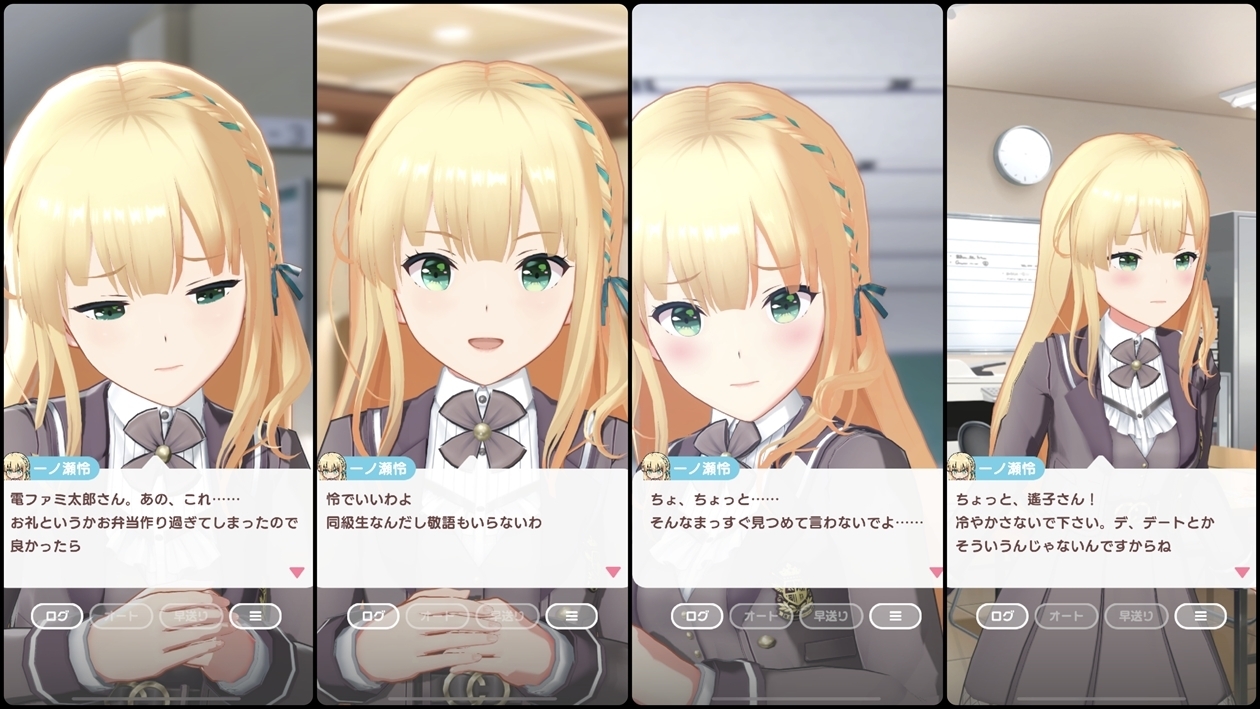 一ノ瀬怜
電ファミ太郎さん。あの、これ……
お礼というかお弁当作り過ぎてしまったので
良かったら
ログ
オート
早送り
一ノ瀬怜
怜でいいわよ
同級生なんだし敬語もいらないわ
ログ
オート
早送り
一ノ瀬怜
ちょ、ちょっと……
そんなまっすぐ見つめて言わないでよ……
ログ
オート
早送り
一ノ瀬怜
ちょっと、遙子さん！
冷やかさないで下さい。デ、デートとか
そういうんじゃないんですからね
ログ
オート
早送り